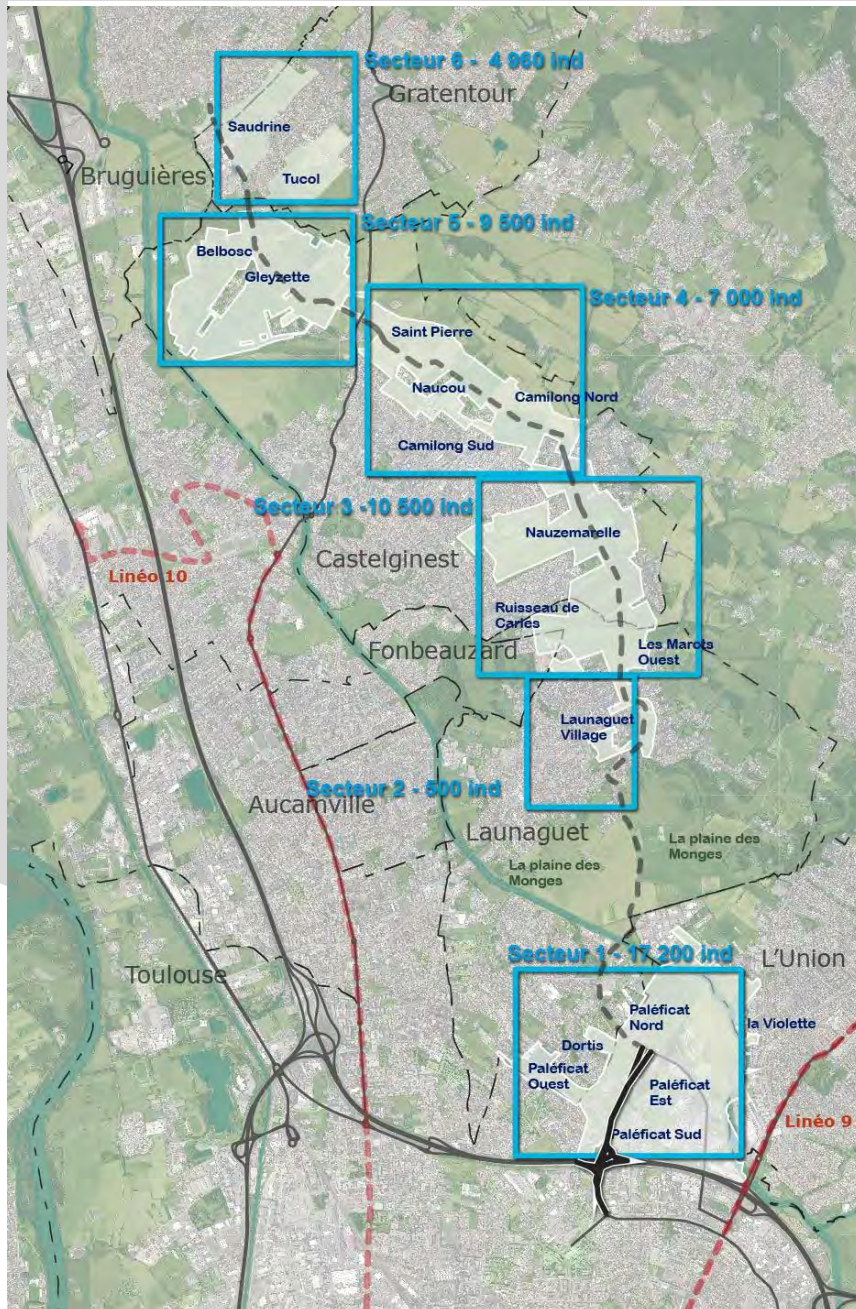 Secteur 6 - 4 960 ind
Gratentour
Saudrine
Bruguières
Tucol
Secteur 5 - 9 500 ind
Belbosc
Gleyzette
Secteur 4 - 7 000 ind
Saint Pierre
Naucou
Camilong Nord
Camilong Sud
Secteur 3 -10 500 ind
Nauzemarelle
Castelginest
Linéo 10
Ruisseau de
Carles
Fonbeauzard
Les Marots
Ouest
Launaguet
Village
Secteur 2 - 500 ind
Aucamville
Launaguet
La plaine des
Monges
La plaine des
Monges
Secteur 1 - 17 200 ind
L'Union
Toulouse
Paléficat
Nord
la Violette
Dortis
Paléficat
Ouest
Paléficat
Est
Linéo 9
Paléficat Sud